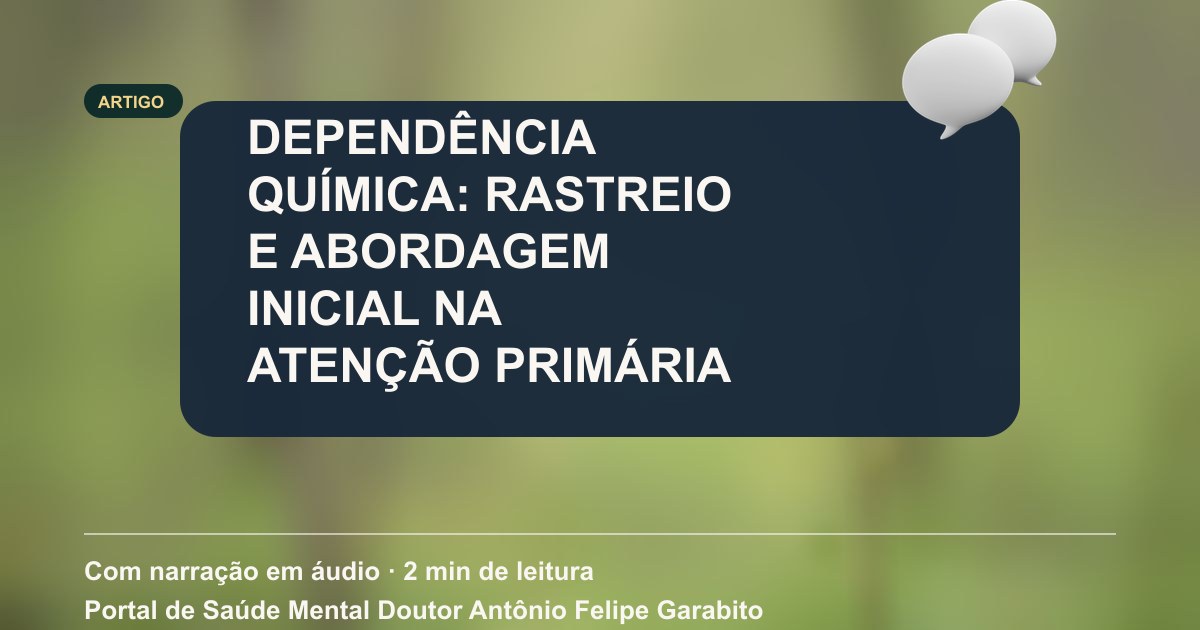 ARTIGO
DEPENDÊNCIA
QUÍMICA: RASTREIO
E ABORDAGEM
INICIAL NA
ATENÇÃO PRIMÁRIA
Com narração em áudio · 2 min de leitura
Portal de Saúde Mental Doutor Antônio Felipe Garabito